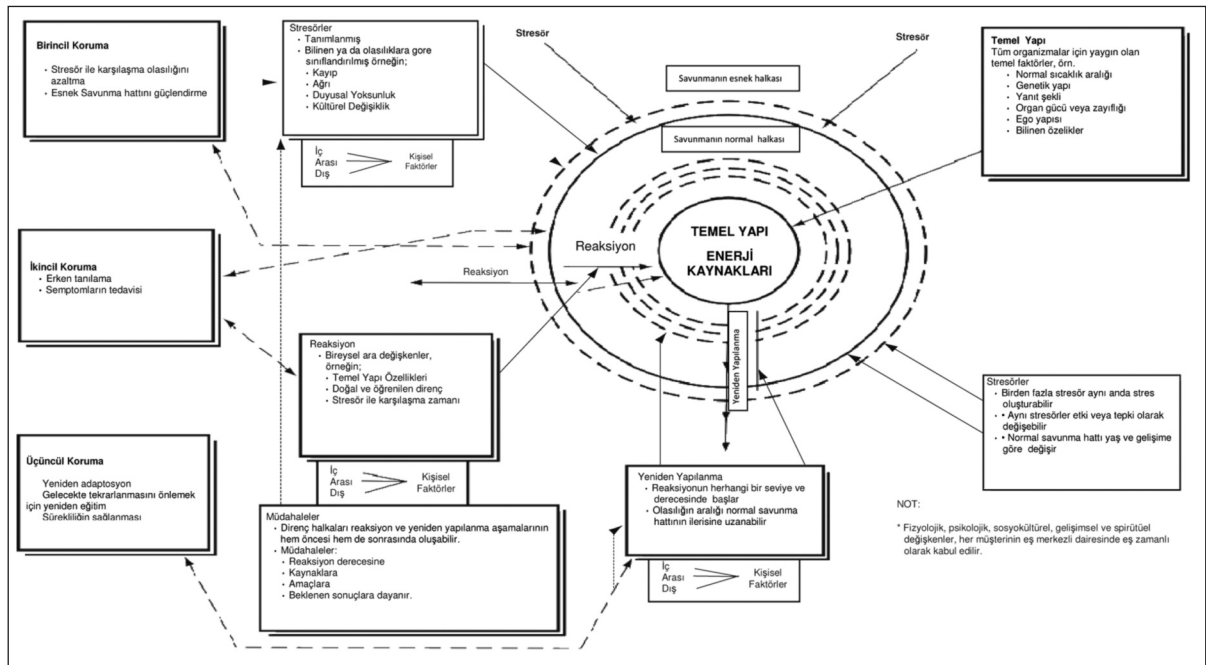 Birincil Koruma
Stresör ile karşılaşma olasılığını
azaltma
Esnek Savunma hattını güçlendirme
İkincil Koruma
Erken tanılama
Semptomların tedavisi
Üçüncül Koruma
Yeniden adaptosyon
Gelecekte tekrarlanmasını önlemek
için yeniden eğitim
Sürekliliğin sağlanması
Stresörler
Tanımlanmış
Bilinen ya da olasılıklara gore
sınıflandırılmış örneğin;
Kayıp
Ağrı
Duyusal Yoksunluk
Kültürel Değişiklik
İç
Arası
Dış
Kişisel
Faktörler
Reaksiyon
Bireysel ara değişkenler,
örneğin;
Temel Yapı Özellikleri
Doğal ve öğrenilen direnç
Stresör ile karşılaşma zamanı
İç
Arası
Dış
Kişisel
Faktörler
Müdahaleler
Direnç halkaları reaksiyon ve yeniden yapılanma aşamalarının
hem öncesi hem de sonrasında oluşabilir.
Müdahaleler:
Reaksiyon derecesine
Kaynaklara
Amaçlara
Beklenen sonuçlara dayanır.
Stresör
Stresör
Savunmanın esnek halkası
Savunmanın normal halkası
TEMEL YAPI
ENERJİ
KAYNAKLARI
Reaksiyon
Reaksiyon
Yeniden Yapılanma
Yeniden Yapılanma
Reaksiyonun herhangi bir seviye ve
derecesinde başlar
Olasılığın aralığı normal savunma
hattının ilerisine uzanabilir
İç
Arası
Dış
Kişisel
Faktörler
Temel Yapı
Tüm organizmalar için yaygın olan
temel faktörler, örn.
Normal sıcaklık aralığı
Genetik yapı
Yanıt şekli
Organ gücü veya zayıflığı
Ego yapısı
Bilinen özelikler
Stresörler
Birden fazla stresör aynı anda stres
oluşturabilir
• Aynı stresörler etki veya tepki olarak
değişebilir
• Normal savunma hattı yaş ve gelişime
göre değişir
NOT:
* Fizyolojik, psikolojik, sosyokültürel, gelişimsel ve spirütüel
değişkenler, her müşterinin eş merkezli dairesinde eş zamanlı
olarak kabul edilir.